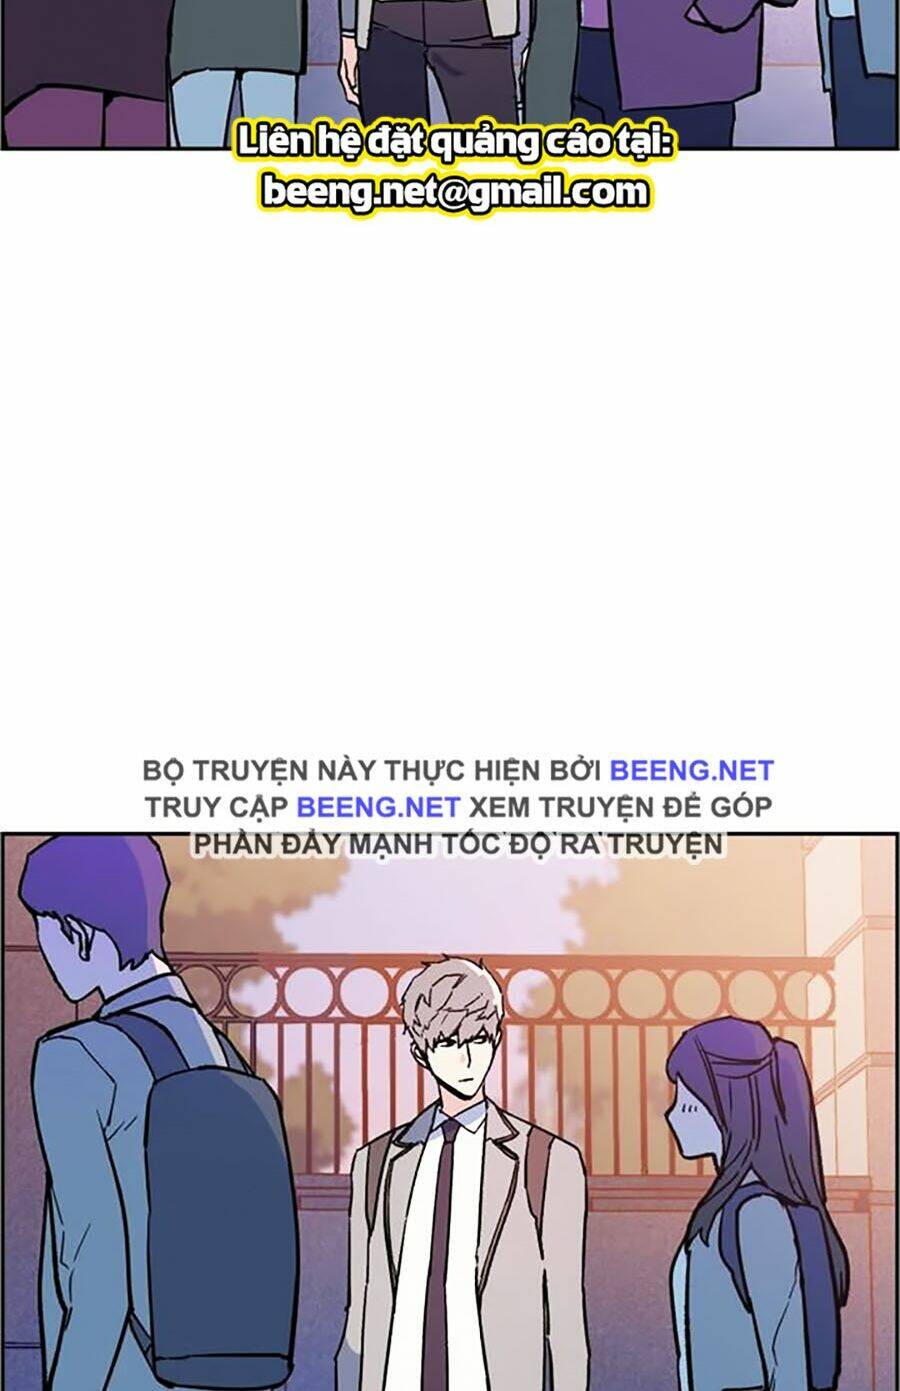 Liên hệ đặt quảng cáo tại:
beeng.net@gmail.com
BỘ TRUYỆN NÀY THỰC HIỆN BỞI BEENG.NET
TRUY CẬP BEENG.NET XEM TRUYỆN ĐỂ GÓP
PHẦN ĐẨY MẠNH TỐC ĐỘ RA TRUYỆN